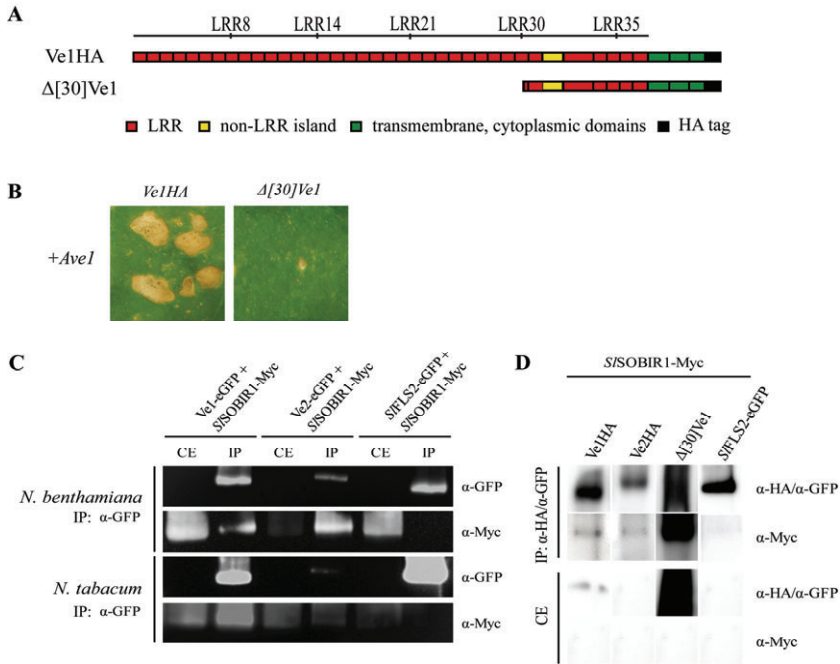 A
LRR8 LRR14 LRR21 LRR30 LRR35
Ve1HA
Δ[30]Ve1
LRR non-LRR island transmembrane, cytoplasmic domains HA tag
B
Ve1HA Δ[30]Ve1
+Ave1
C
Ve1-eGFP + SlSOBIR1-Myc
Ve2-eGFP + SlSOBIR1-Myc
SlFLS2-eGFP + SlSOBIR1-Myc
CE IP CE IP CE IP
N. benthamiana
IP: α-GFP
α-GFP
α-Myc
N. tabacum
IP: α-GFP
α-GFP
α-Myc
D
SlSOBIR1-Myc
Ve1HA Ve2HA Δ[30]Ve1 SlFLS2-eGFP
IP: α-HA/α-GFP
α-HA/α-GFP
α-Myc
CE
α-HA/α-GFP
α-Myc